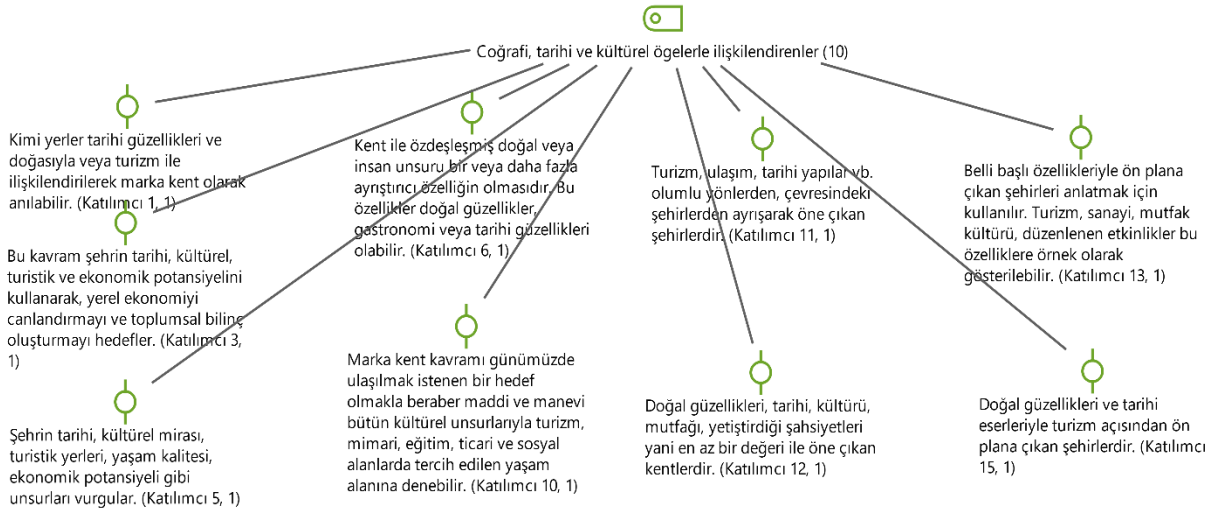 Coğrafi, tarihi ve kültürel ögelerle ilişkilendirenler (10)
Kimi yerler tarihi güzellikleri ve
doğasıyla veya turizm ile
ilişkilendirilerek marka kent olarak
anılabilir. (Katılımcı 1, 1)
Bu kavram şehrin tarihi, kültürel,
turistik ve ekonomik potansiyelini
kullanarak, yerel ekonomiyi
canlandırmayı ve toplumsal bilinç
oluşturmayı hedefler. (Katılımcı 3,
1)
Şehrin tarihi, kültürel mirası,
turistik yerleri, yaşam kalitesi,
ekonomik potansiyeli gibi
unsurları vurgular. (Katılımcı 5, 1)
Kent ile özdeşleşmiş doğal veya
insan unsuru bir veya daha fazla
ayrıştırıcı özelliğin olmasıdır. Bu
özellikler doğal güzellikler,
gastronomi veya tarihi güzellikleri
olabilir. (Katılımcı 6, 1)
Marka kent kavramı günümüzde
ulaşılmak istenen bir hedef
olmakla beraber maddi ve manevi
bütün kültürel unsurlarıyla turizm,
mimari, eğitim, ticari ve sosyal
alanlarda tercih edilen yaşam
alanına denebilir. (Katılımcı 10, 1)
Turizm, ulaşım, tarihi yapılar vb.
olumlu yönlerden, çevresindeki
şehirlerden ayrışarak öne çıkan
şehirlerdir. (Katılımcı 11, 1)
Doğal güzellikleri, tarihi, kültürü,
mutfağı, yetiştirdiği şahsiyetleri
yani en az bir değeri ile öne çıkan
kentlerdir. (Katılımcı 12, 1)
Belli başlı özellikleriyle ön plana
çıkan şehirleri anlatmak için
kullanılır. Turizm, sanayi, mutfak
kültürü, düzenlenen etkinlikler bu
özelliklere örnek olarak
gösterilebilir. (Katılımcı 13, 1)
Doğal güzellikleri ve tarihi
eserleriyle turizm açısından ön
plana çıkan şehirlerdir. (Katılımcı
15, 1)